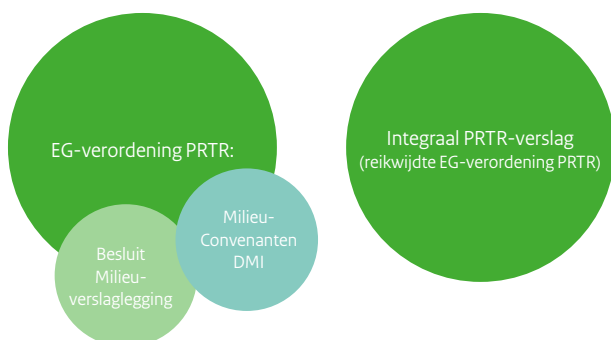 EG-verordening PRTR:
Milieu-
Convenanten
DMI
Besluit
Milieu-
verslaglegging
Integraal PRTR-verslag
(reikwijdte EG-verordening PRTR)